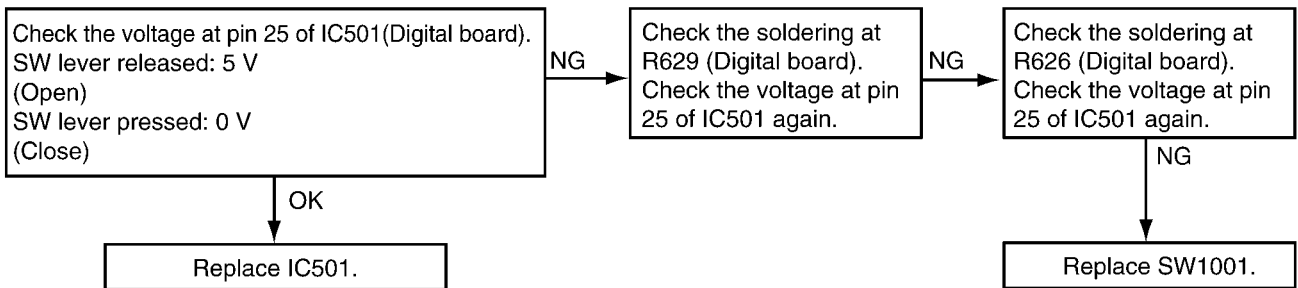 Check the voltage at pin 25 of IC501(Digital board).
SW lever released: 5 V
(Open)
SW lever pressed: 0 V
(Close)
NG
Check the soldering at
R629 (Digital board).
Check the voltage at pin
25 of IC501 again.
NG
Check the soldering at
R626 (Digital board).
Check the voltage at pin
25 of IC501 again.
OK
NG
Replace IC501.
Replace SW1001.